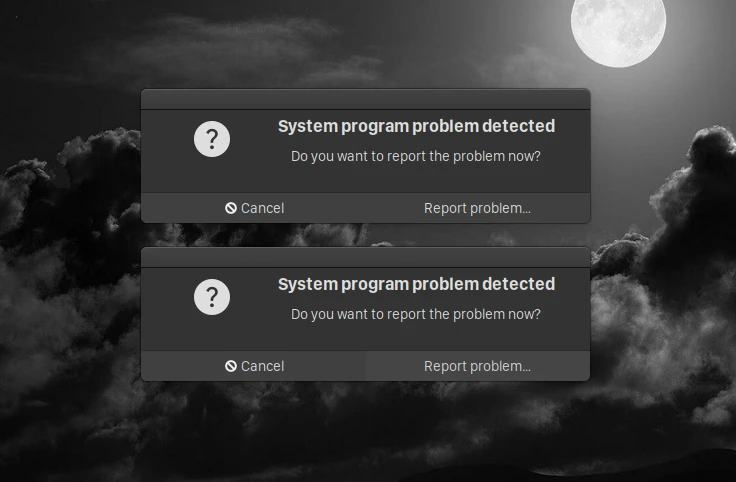 System program problem detected
?
Do you want to report the problem now?
Cancel
Report problem...
System program problem detected
?
Do you want to report the problem now?
Cancel
Report problem...